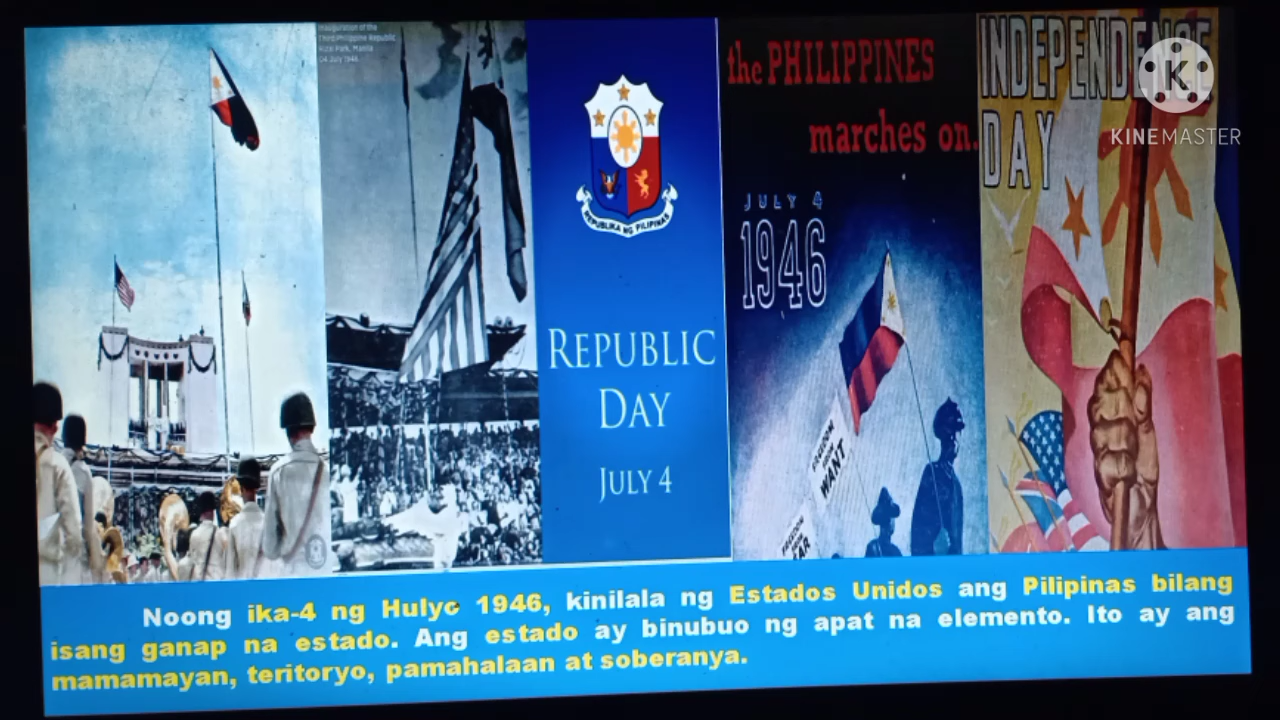 Inauguration of the
Third Philippine Republic
Rizal Park, Manila
04 July 1946
REPUBLIKA NG PILIPINAS
REPUBLIC
DAY
JULY 4
the PHILIPPINES
marches on.
JULY 4
1946
FREEDOM
FROM
WANT
FREEDOM
FROM
INDEPENDENCE
DAY
K
KINEMASTER
Noong ika-4 ng Hulyo 1946, kinilala ng Estados Unidos ang Pilipinas bilang
isang ganap na estado. Ang estado ay binubuo ng apat na elemento. Ito ay ang
mamamayan, teritoryo, pamahalaan at soberanya.